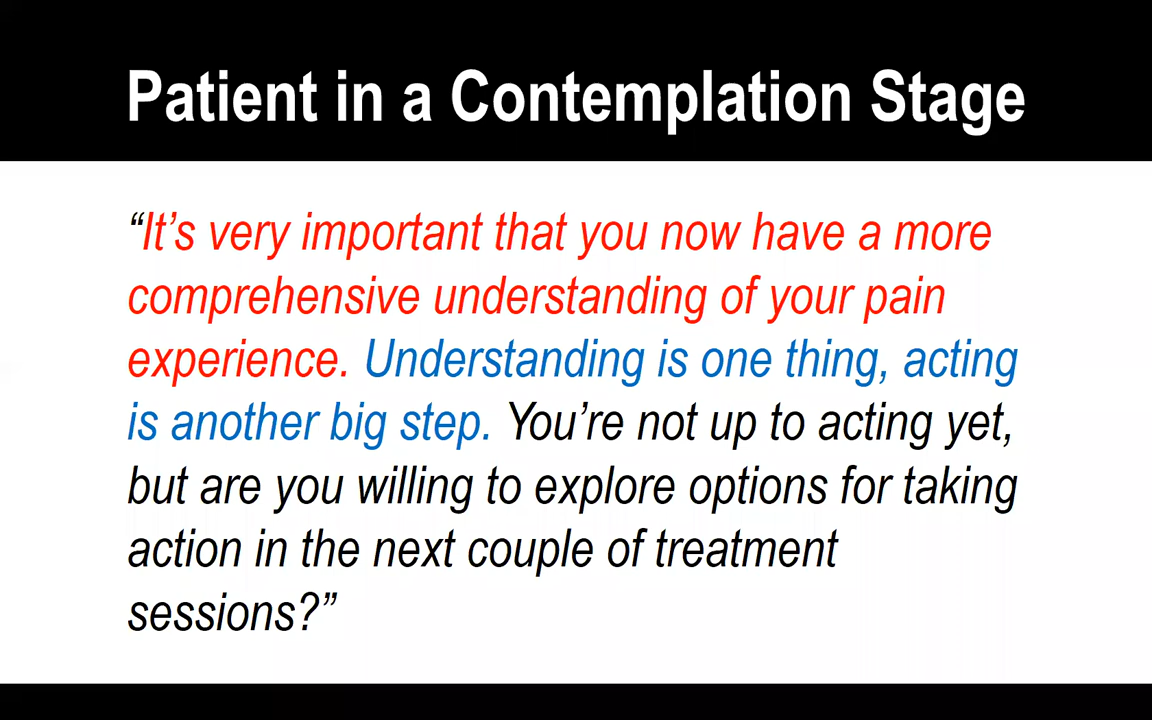 Patient in a Contemplation Stage
“It’s very important that you now have a more
comprehensive understanding of your pain
experience. Understanding is one thing, acting
is another big step. You’re not up to acting yet,
but are you willing to explore options for taking
action in the next couple of treatment
sessions?”